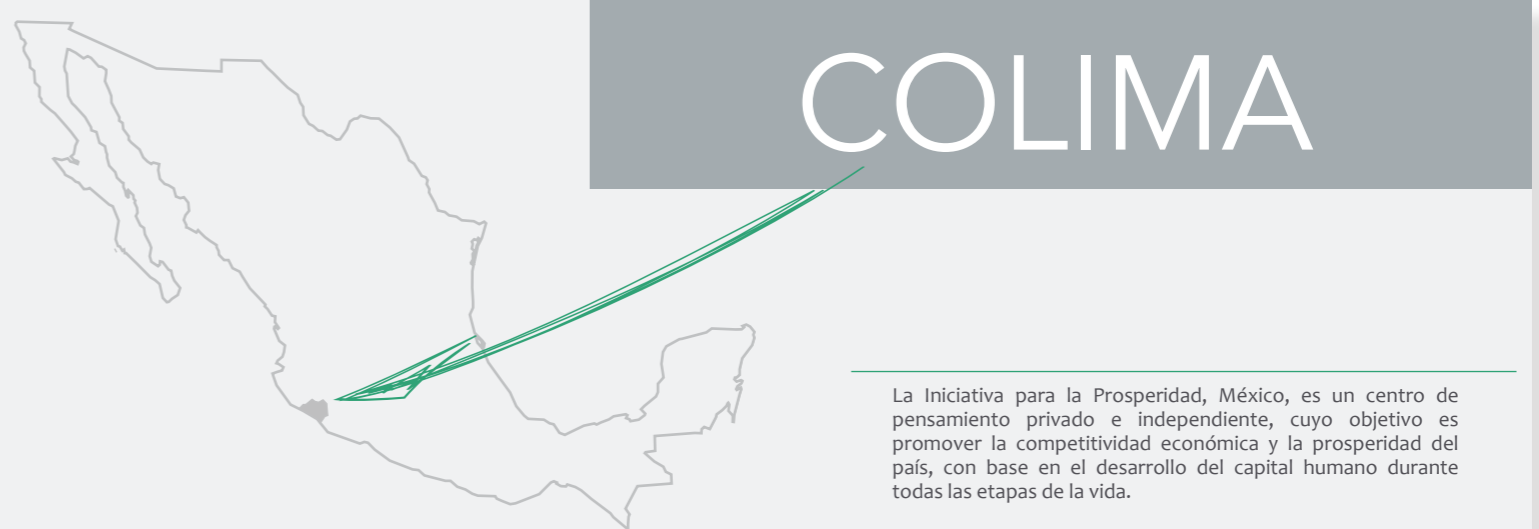 COLIMA
La Iniciativa para la Prosperidad, México, es un centro de
pensamiento privado e independiente, cuyo objetivo es
promover la competitividad económica y la prosperidad del
país, con base en el desarrollo del capital humano durante
todas las etapas de la vida.